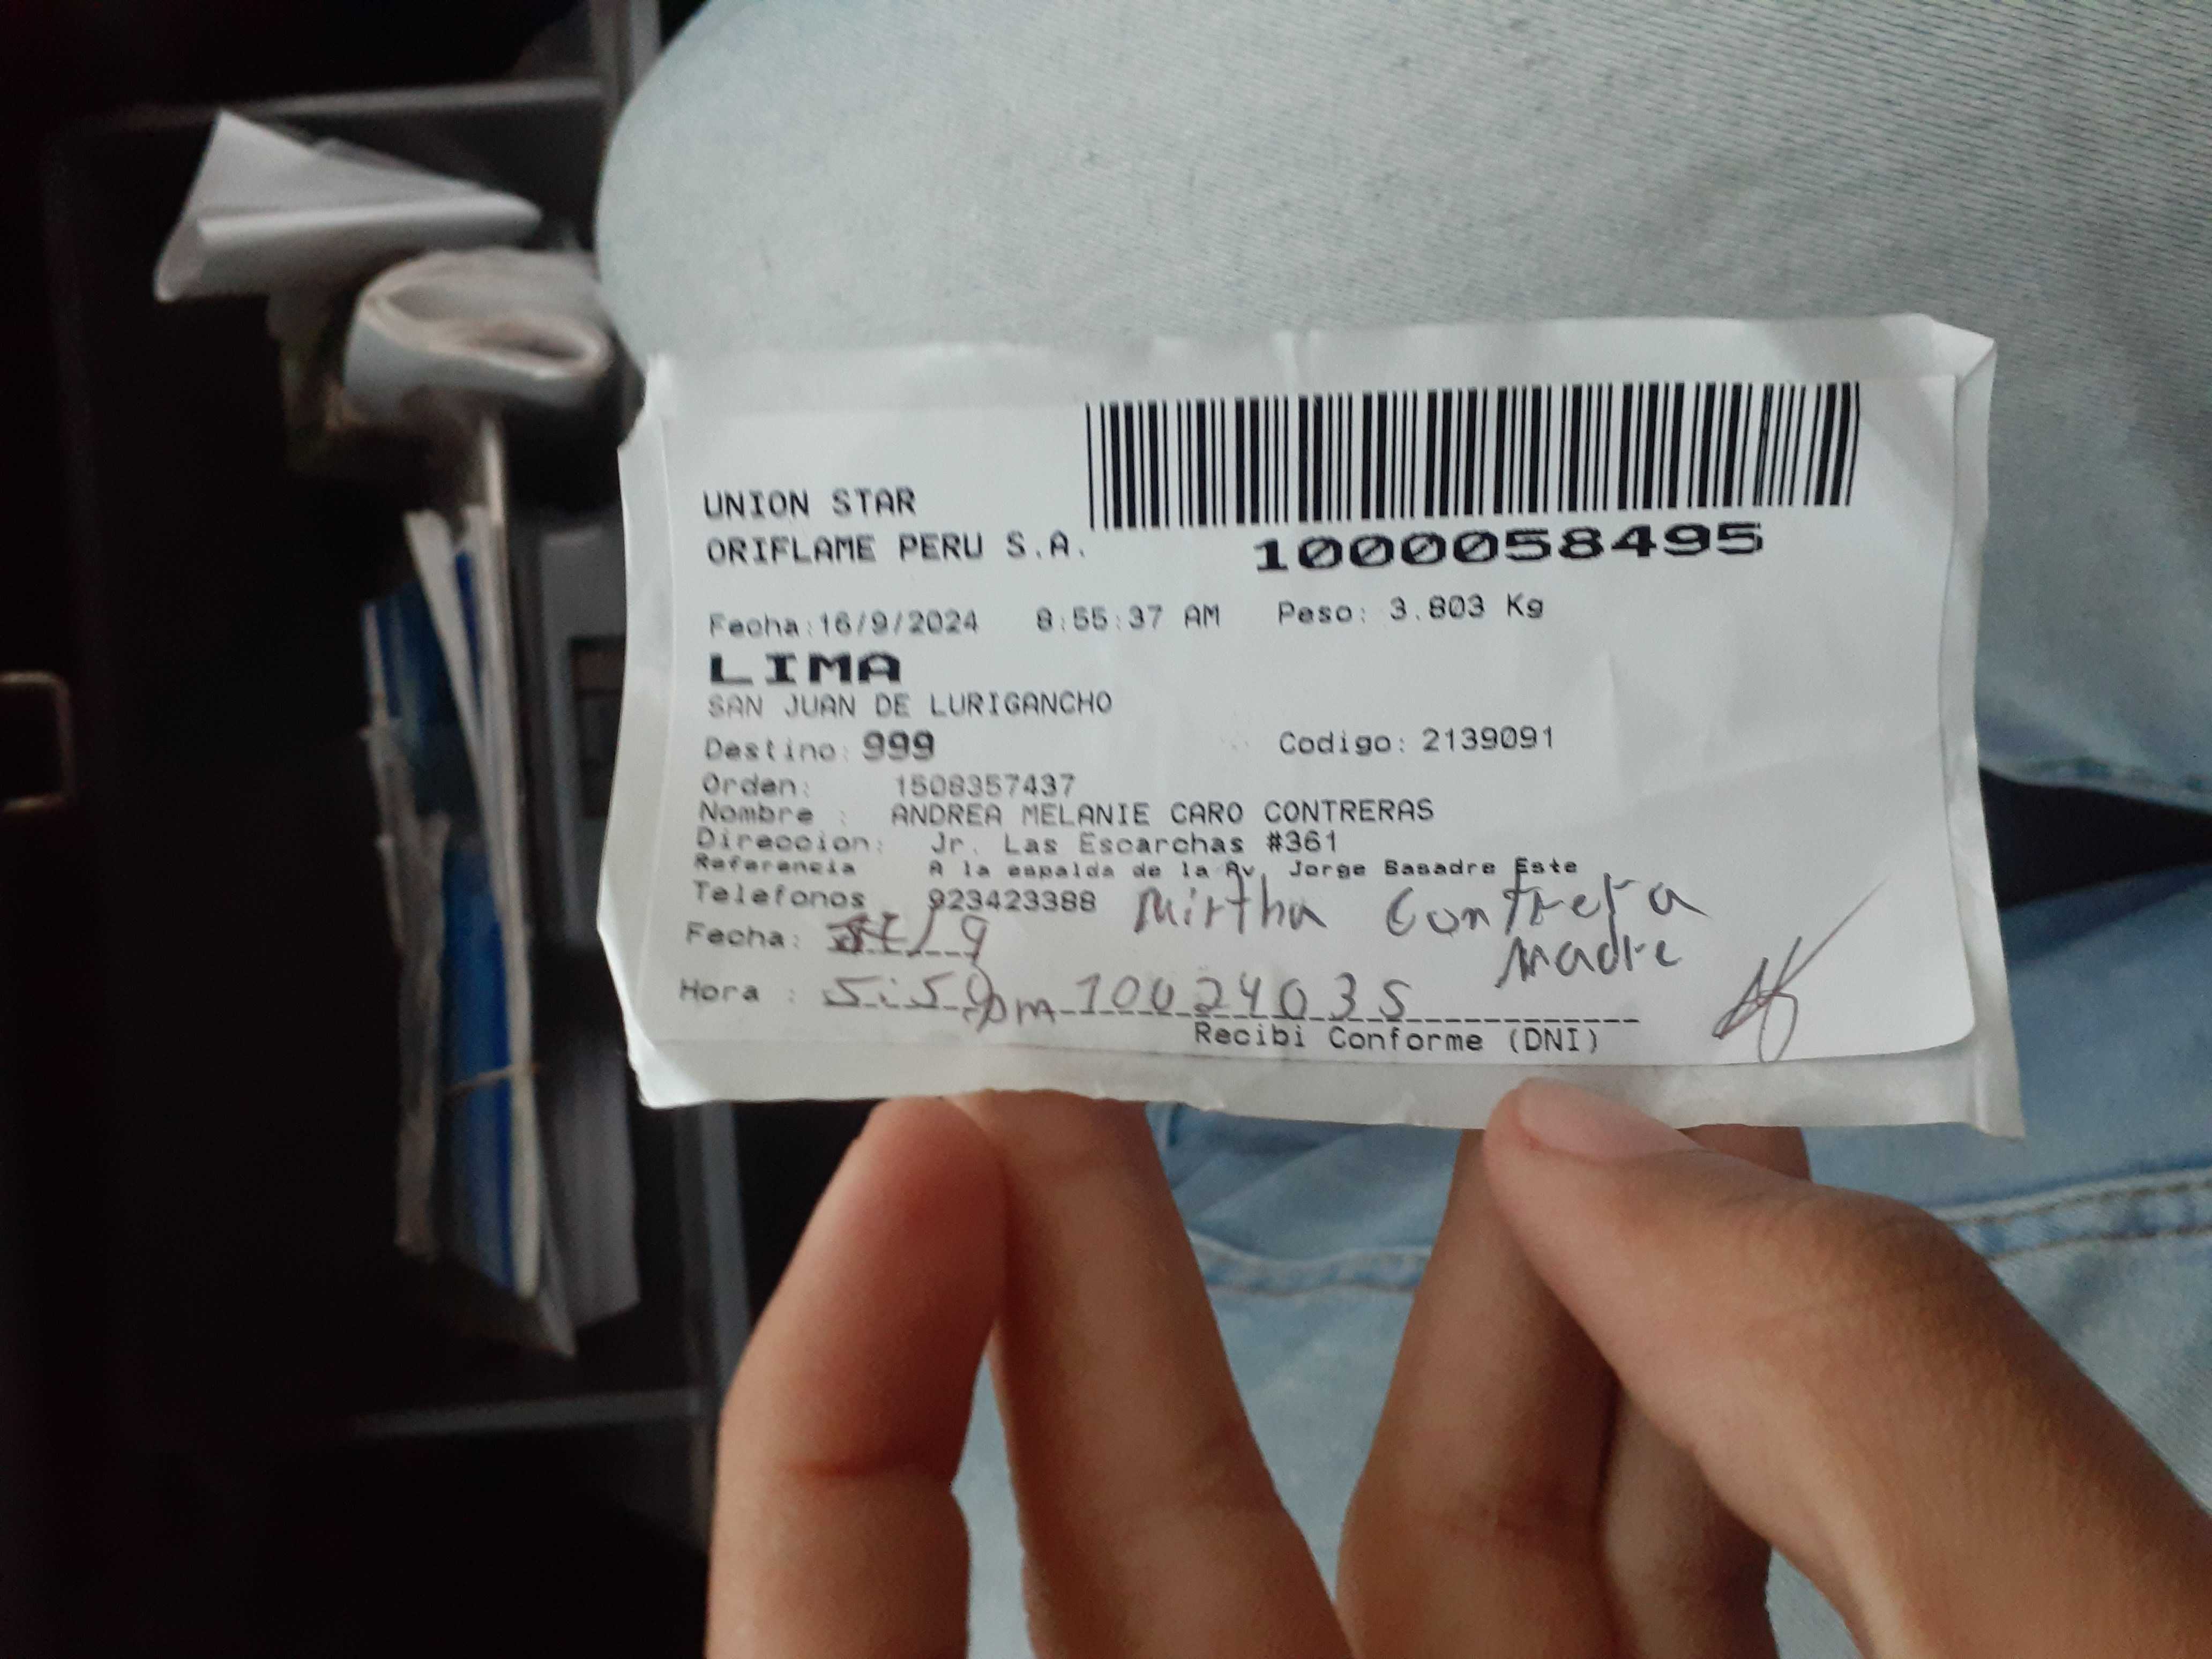 UNION STAR
ORIFLAME PERU S.A.
1000058495
Fecha:16/9/2024 8:55:37 AM Peso: 3.803 Kg
LIMA
SAN JUAN DE LURIGANCHO
Destino: 999 Codigo: 2139091
Orden: 1508357437
Nombre : ANDREA MELANIE CARO CONTRERAS
Direccion: Jr. Las Escarchas #361
Referencia A la espalda de la Av. Jorge Basadre Este
Telefonos 923423388 Mirtha Contrera
Madre
Fecha: /9
Hora : 5:59pm 10024035
Recibi Conforme (DNI)